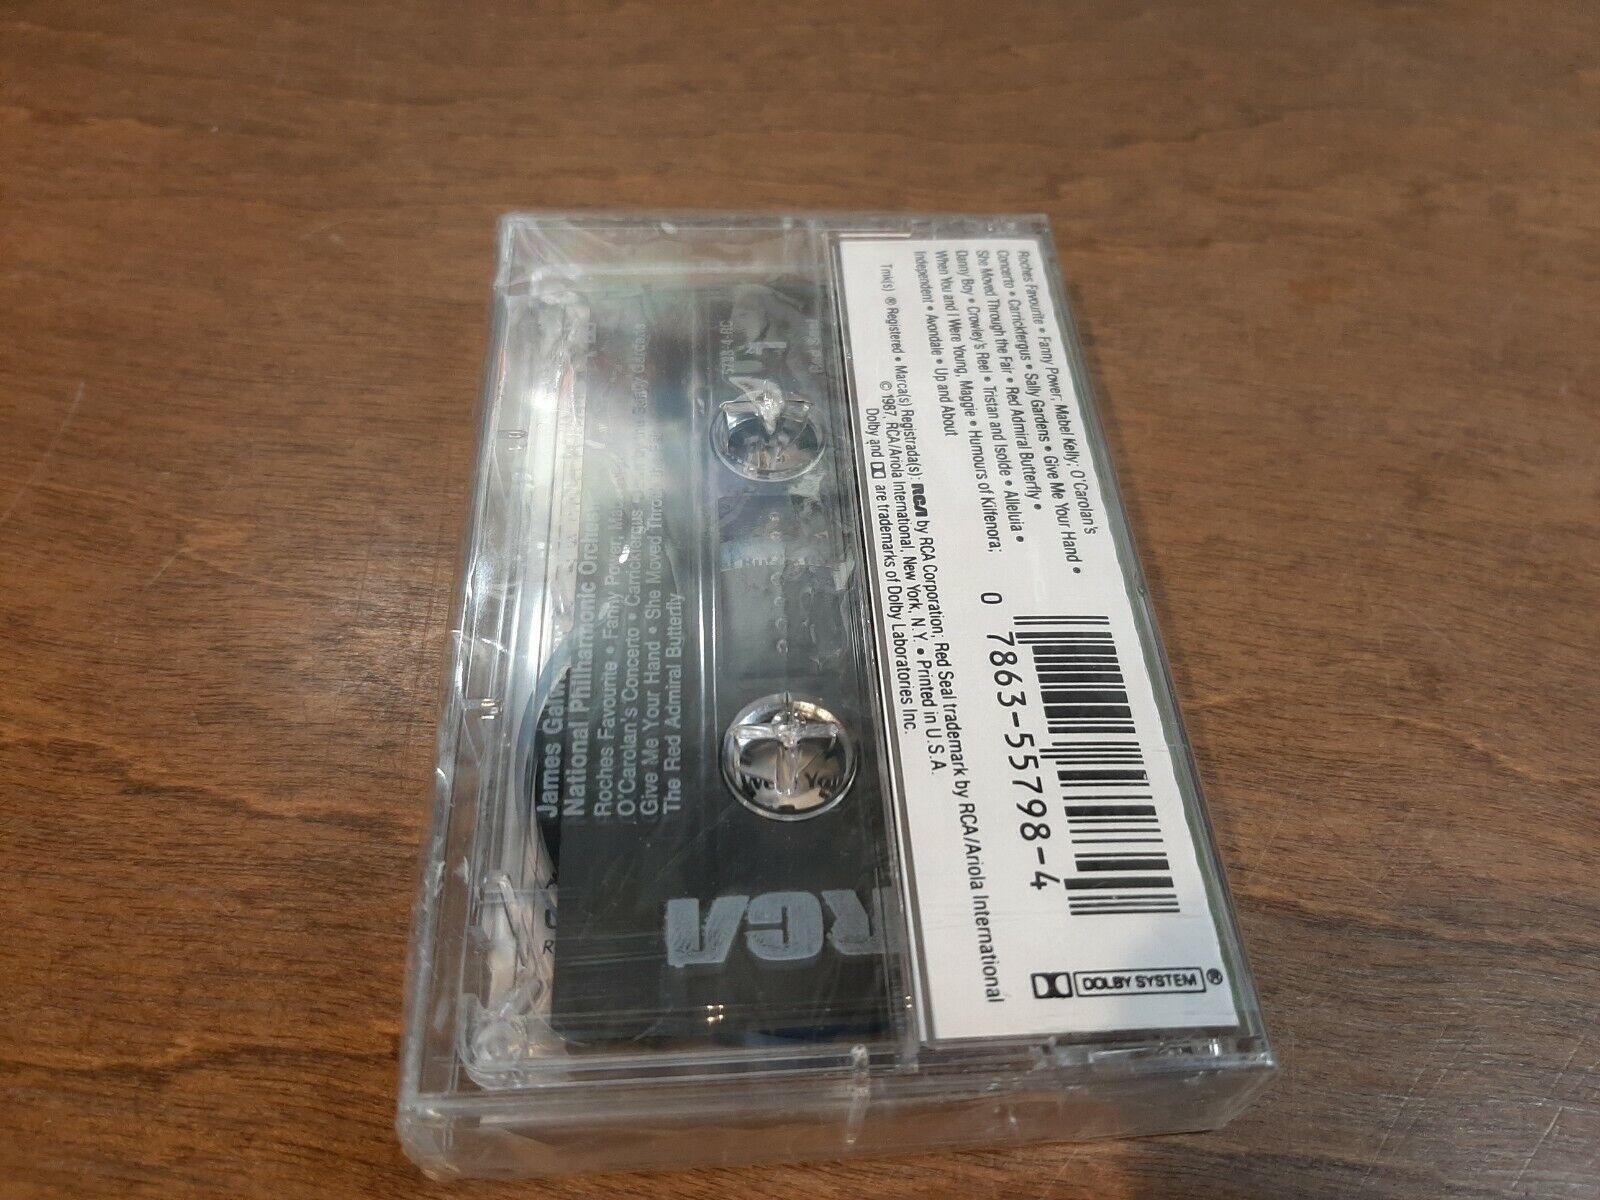 Roches Favourite • Fanny Power; Mabel Kelly; O'Carolan's
Concerto • Carrickfergus • Sally Gardens • Give Me Your Hand •
She Moved Through the Fair • Red Admiral Butterfly •
Danny Boy • Crowley's Reel • Tristan and Isolde • Alleluia •
When You and I Were Young, Maggie • Humours of Kilfenora;
Independent • Avondale • Up and About
Tmk(s) ® Registered • Marca(s) Registrada(s): RCA by RCA Corporation; Red Seal trademark by RCA/Ariola International
© 1987, RCA/Ariola International, New York, N.Y. • Printed in U.S.A.
Dolby and are trademarks of Dolby Laboratories Inc.
0 7863-55798-4
DOLBY SYSTEM ®
RCA
James
National Philharmonic
Roches Favourite • Fanny Power;
O'Carolan's Concerto • Carrickfergus •
Give Me Your Hand • She Moved
The Red Admiral Butterfly